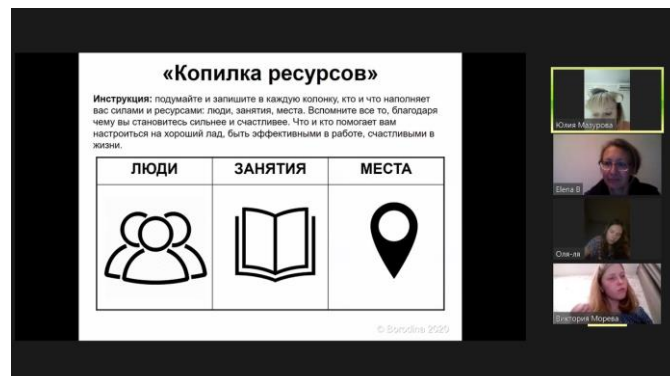 «Копилка ресурсов»
Инструкция: подумайте и запишите в каждую колонку, кто и что наполняет
вас силами и ресурсами: люди, занятия, места. Вспомните все то, благодаря
чему вы становитесь сильнее и счастливее. Что и кто помогает вам
настроиться на хороший лад, быть эффективными в работе, счастливыми в
жизни.
ЛЮДИ ЗАНЯТИЯ МЕСТА
© Borodina 2020
Юлия Мазурова
Elena B
Оля-ля
Виктория Морева